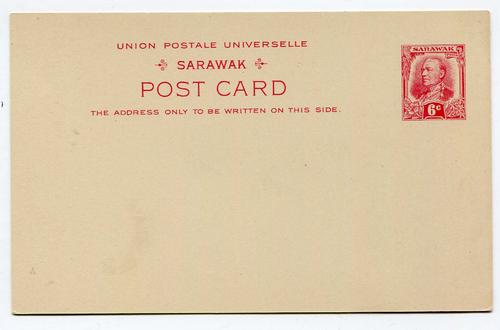 UNION POSTALE UNIVERSELLE
SARAWAK
POST CARD
THE ADDRESS ONLY TO BE WRITTEN ON THIS SIDE.
SARAWAK
6c